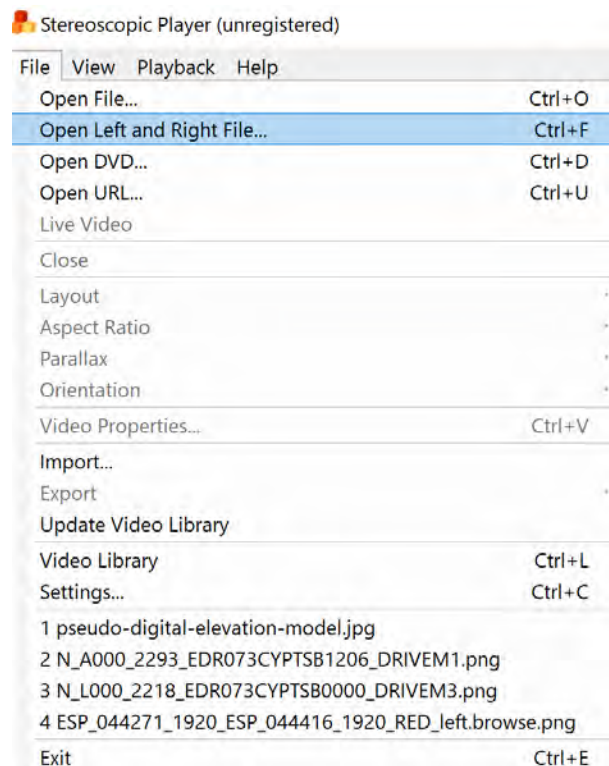 Stereoscopic Player (unregistered)
File View Playback Help
Open File... Ctrl+O
Open Left and Right File... Ctrl+F
Open DVD... Ctrl+D
Open URL... Ctrl+U
Live Video
Close
Layout
Aspect Ratio
Parallax
Orientation
Video Properties... Ctrl+V
Import...
Export
Update Video Library
Video Library Ctrl+L
Settings... Ctrl+C
1 pseudo-digital-elevation-model.jpg
2 N_A000_2293_EDR073CYPTSB1206_DRIVEM1.png
3 N_L000_2218_EDR073CYPTSB0000_DRIVEM3.png
4 ESP_044271_1920_ESP_044416_1920_RED_left.browse.png
Exit Ctrl+E